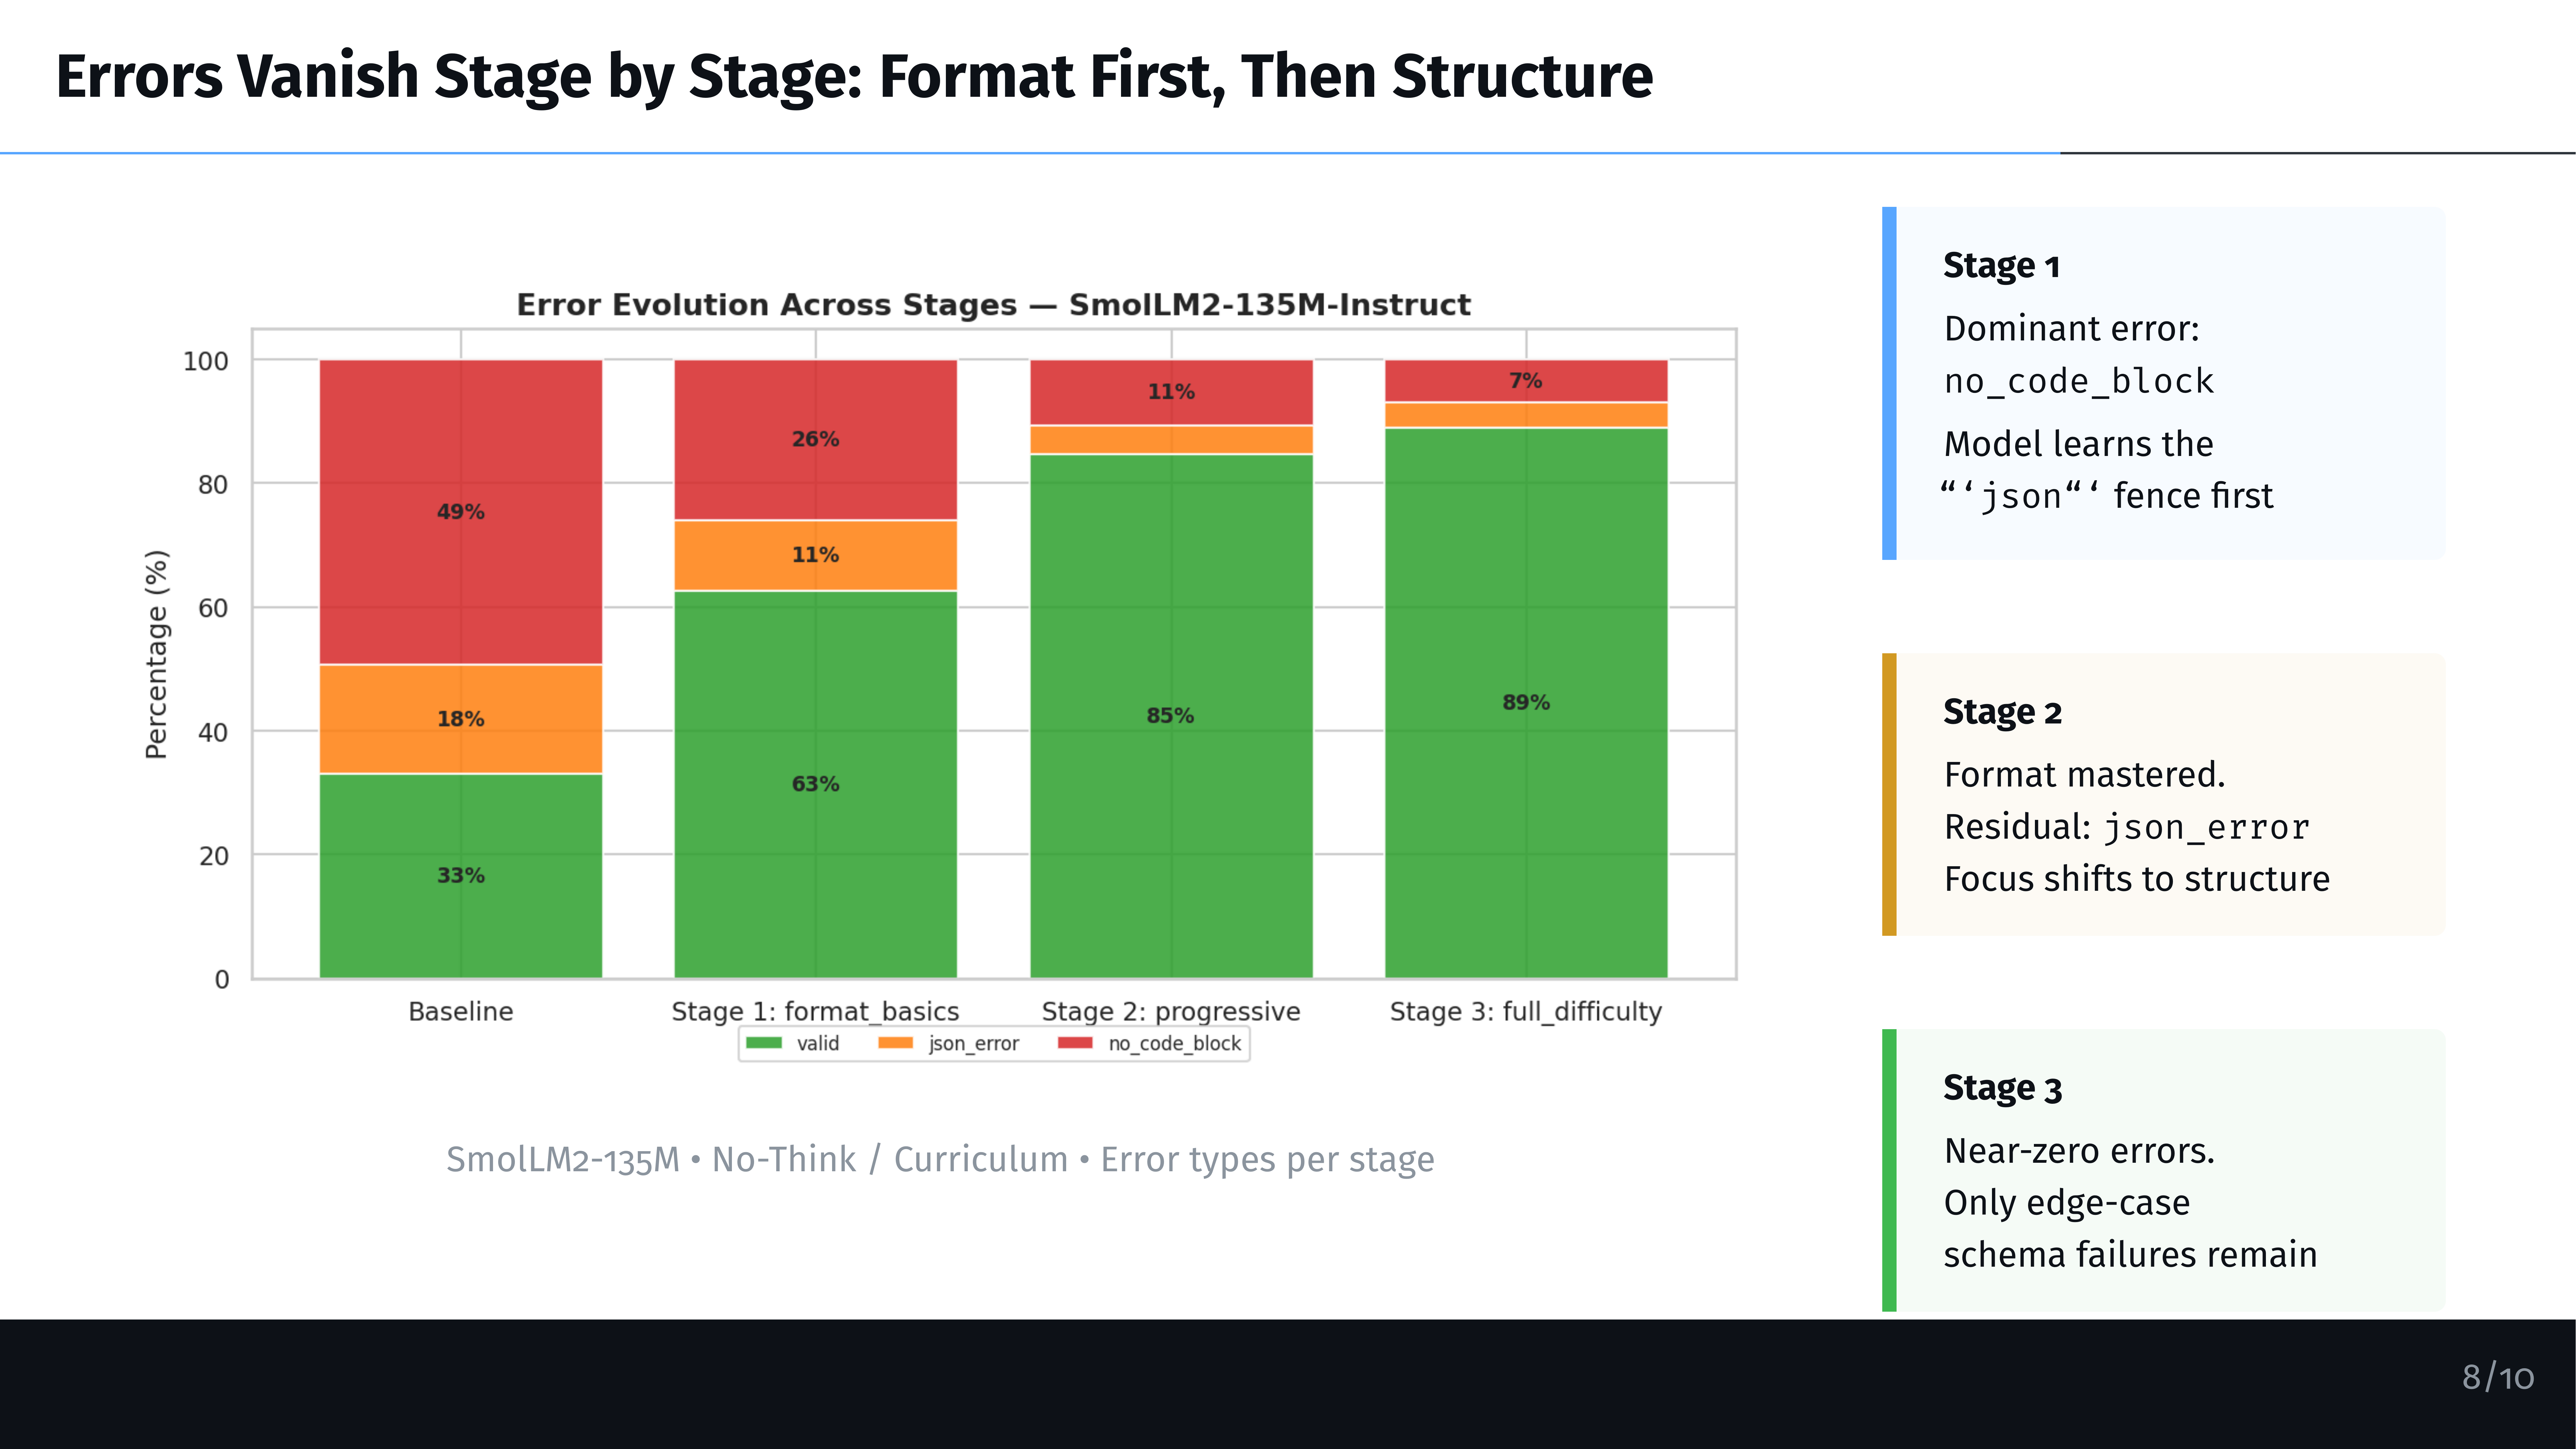 Errors Vanish Stage by Stage: Format First, Then Structure
Error Evolution Across Stages — SmolLM2-135M-Instruct
Percentage (%)
100
80
60
40
20
0
49%
18%
33%
26%
11%
63%
11%
85%
7%
89%
Baseline
Stage 1: format_basics
Stage 2: progressive
Stage 3: full_difficulty
valid
json_error
no_code_block
SmolLM2-135M • No-Think / Curriculum • Error types per stage
Stage 1
Dominant error:
no_code_block
Model learns the
“‘json“‘ fence first
Stage 2
Format mastered.
Residual: json_error
Focus shifts to structure
Stage 3
Near-zero errors.
Only edge-case
schema failures remain
8/10